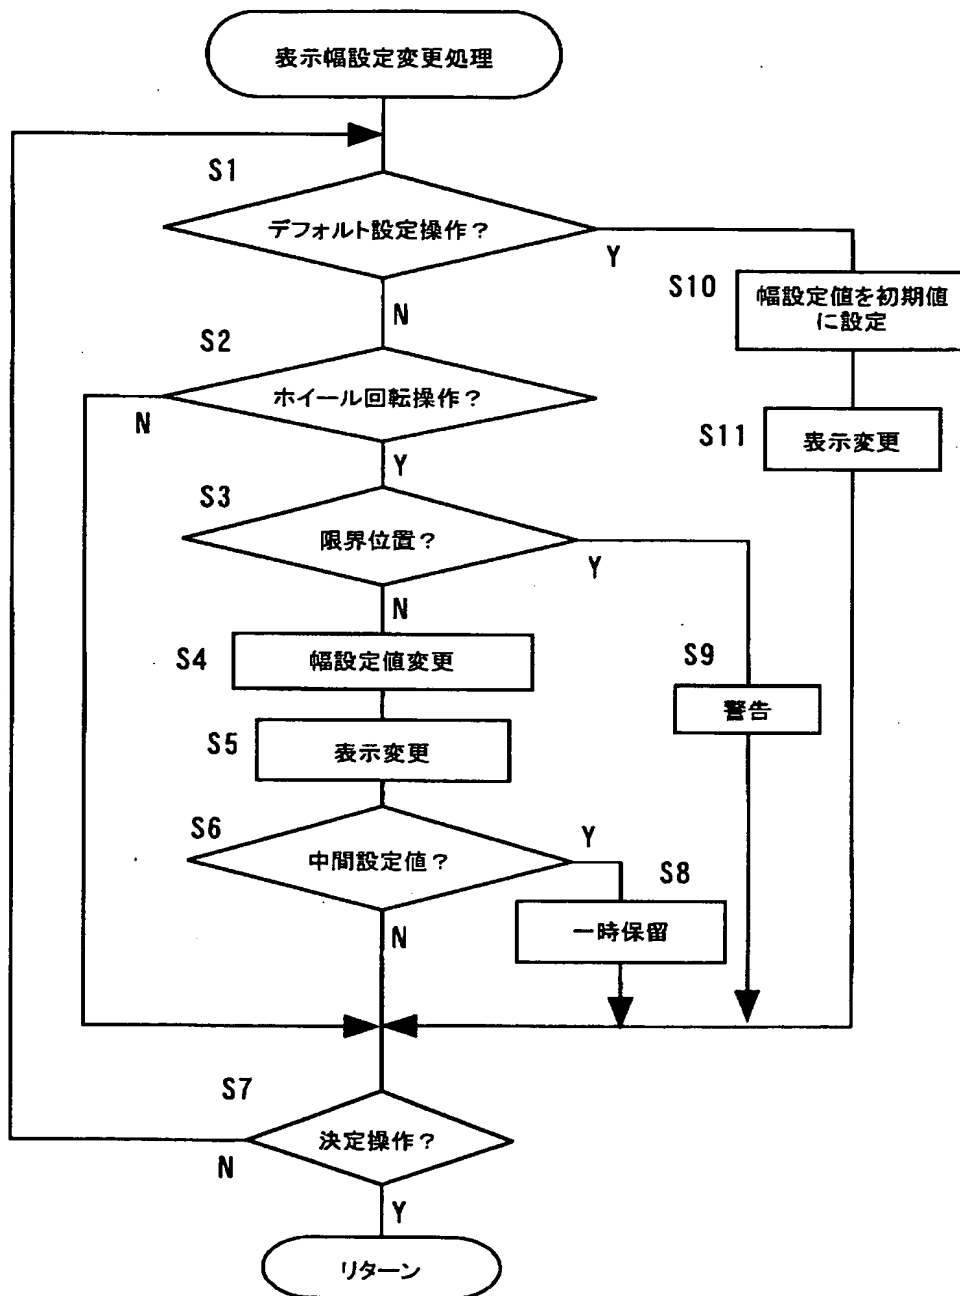 表示幅設定変更処理
S1
デフォルト設定操作?
Y
S10
幅設定値を初期値
に設定
N
S2
ホイール回転操作?
N
S11
表示変更
Y
S3
限界位置?
Y
N
S4
幅設定値変更
S9
警告
S5
表示変更
S6
中間設定値?
Y
S8
一時保留
N
S7
決定操作?
N
Y
リターン